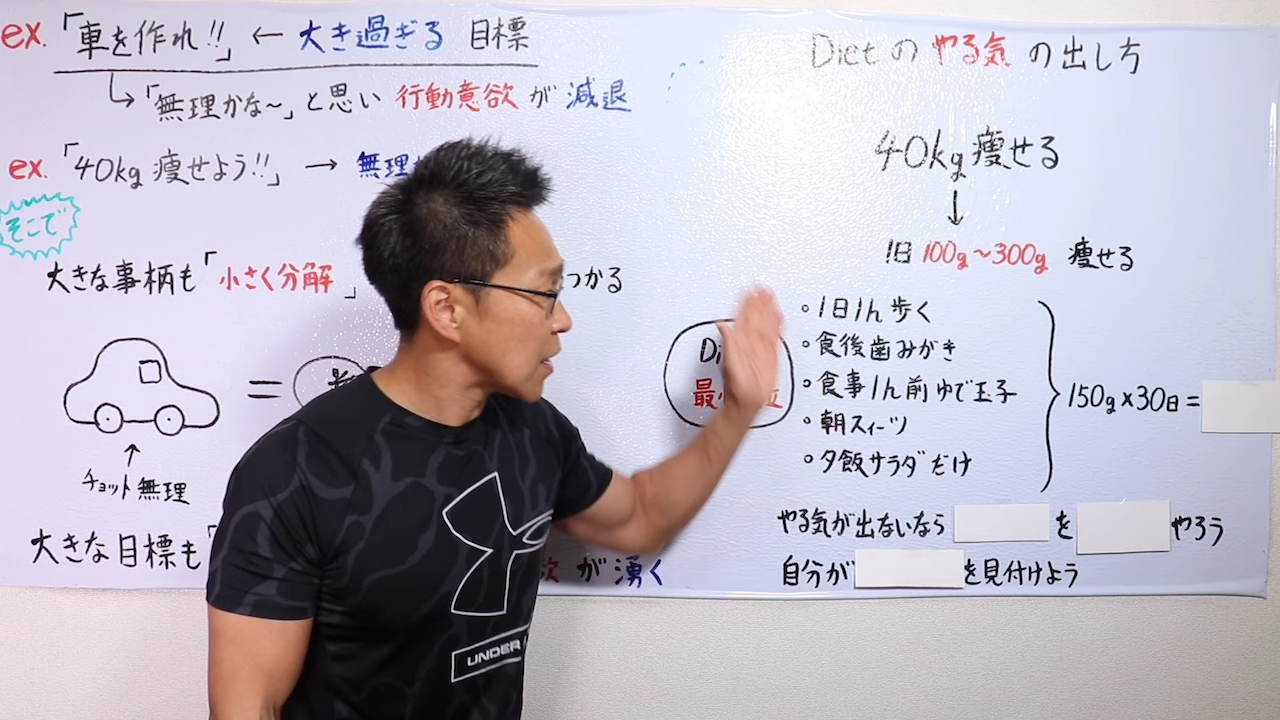 ex.「車を作れ!!」← 大き過ぎる 目標
「無理かな〜」と思い 行動意欲が 減退
ex.「40kg 痩せよう!!」→ 無理
そこで
大きな事柄も「小さく分解」
つかる
=
チョット無理
大きな目標も「
が 湧く
UNDER
Dietの やる気 の出し方
40kg痩せる
↓
1日 100g〜300g 痩せる
最
。1日1h歩く
。食後歯みがき
。食事1h前ゆで玉子
。朝スィーツ
。夕飯サラダだけ
150g×30日=
やる気が出ないなら を やろう
自分が を見付けよう